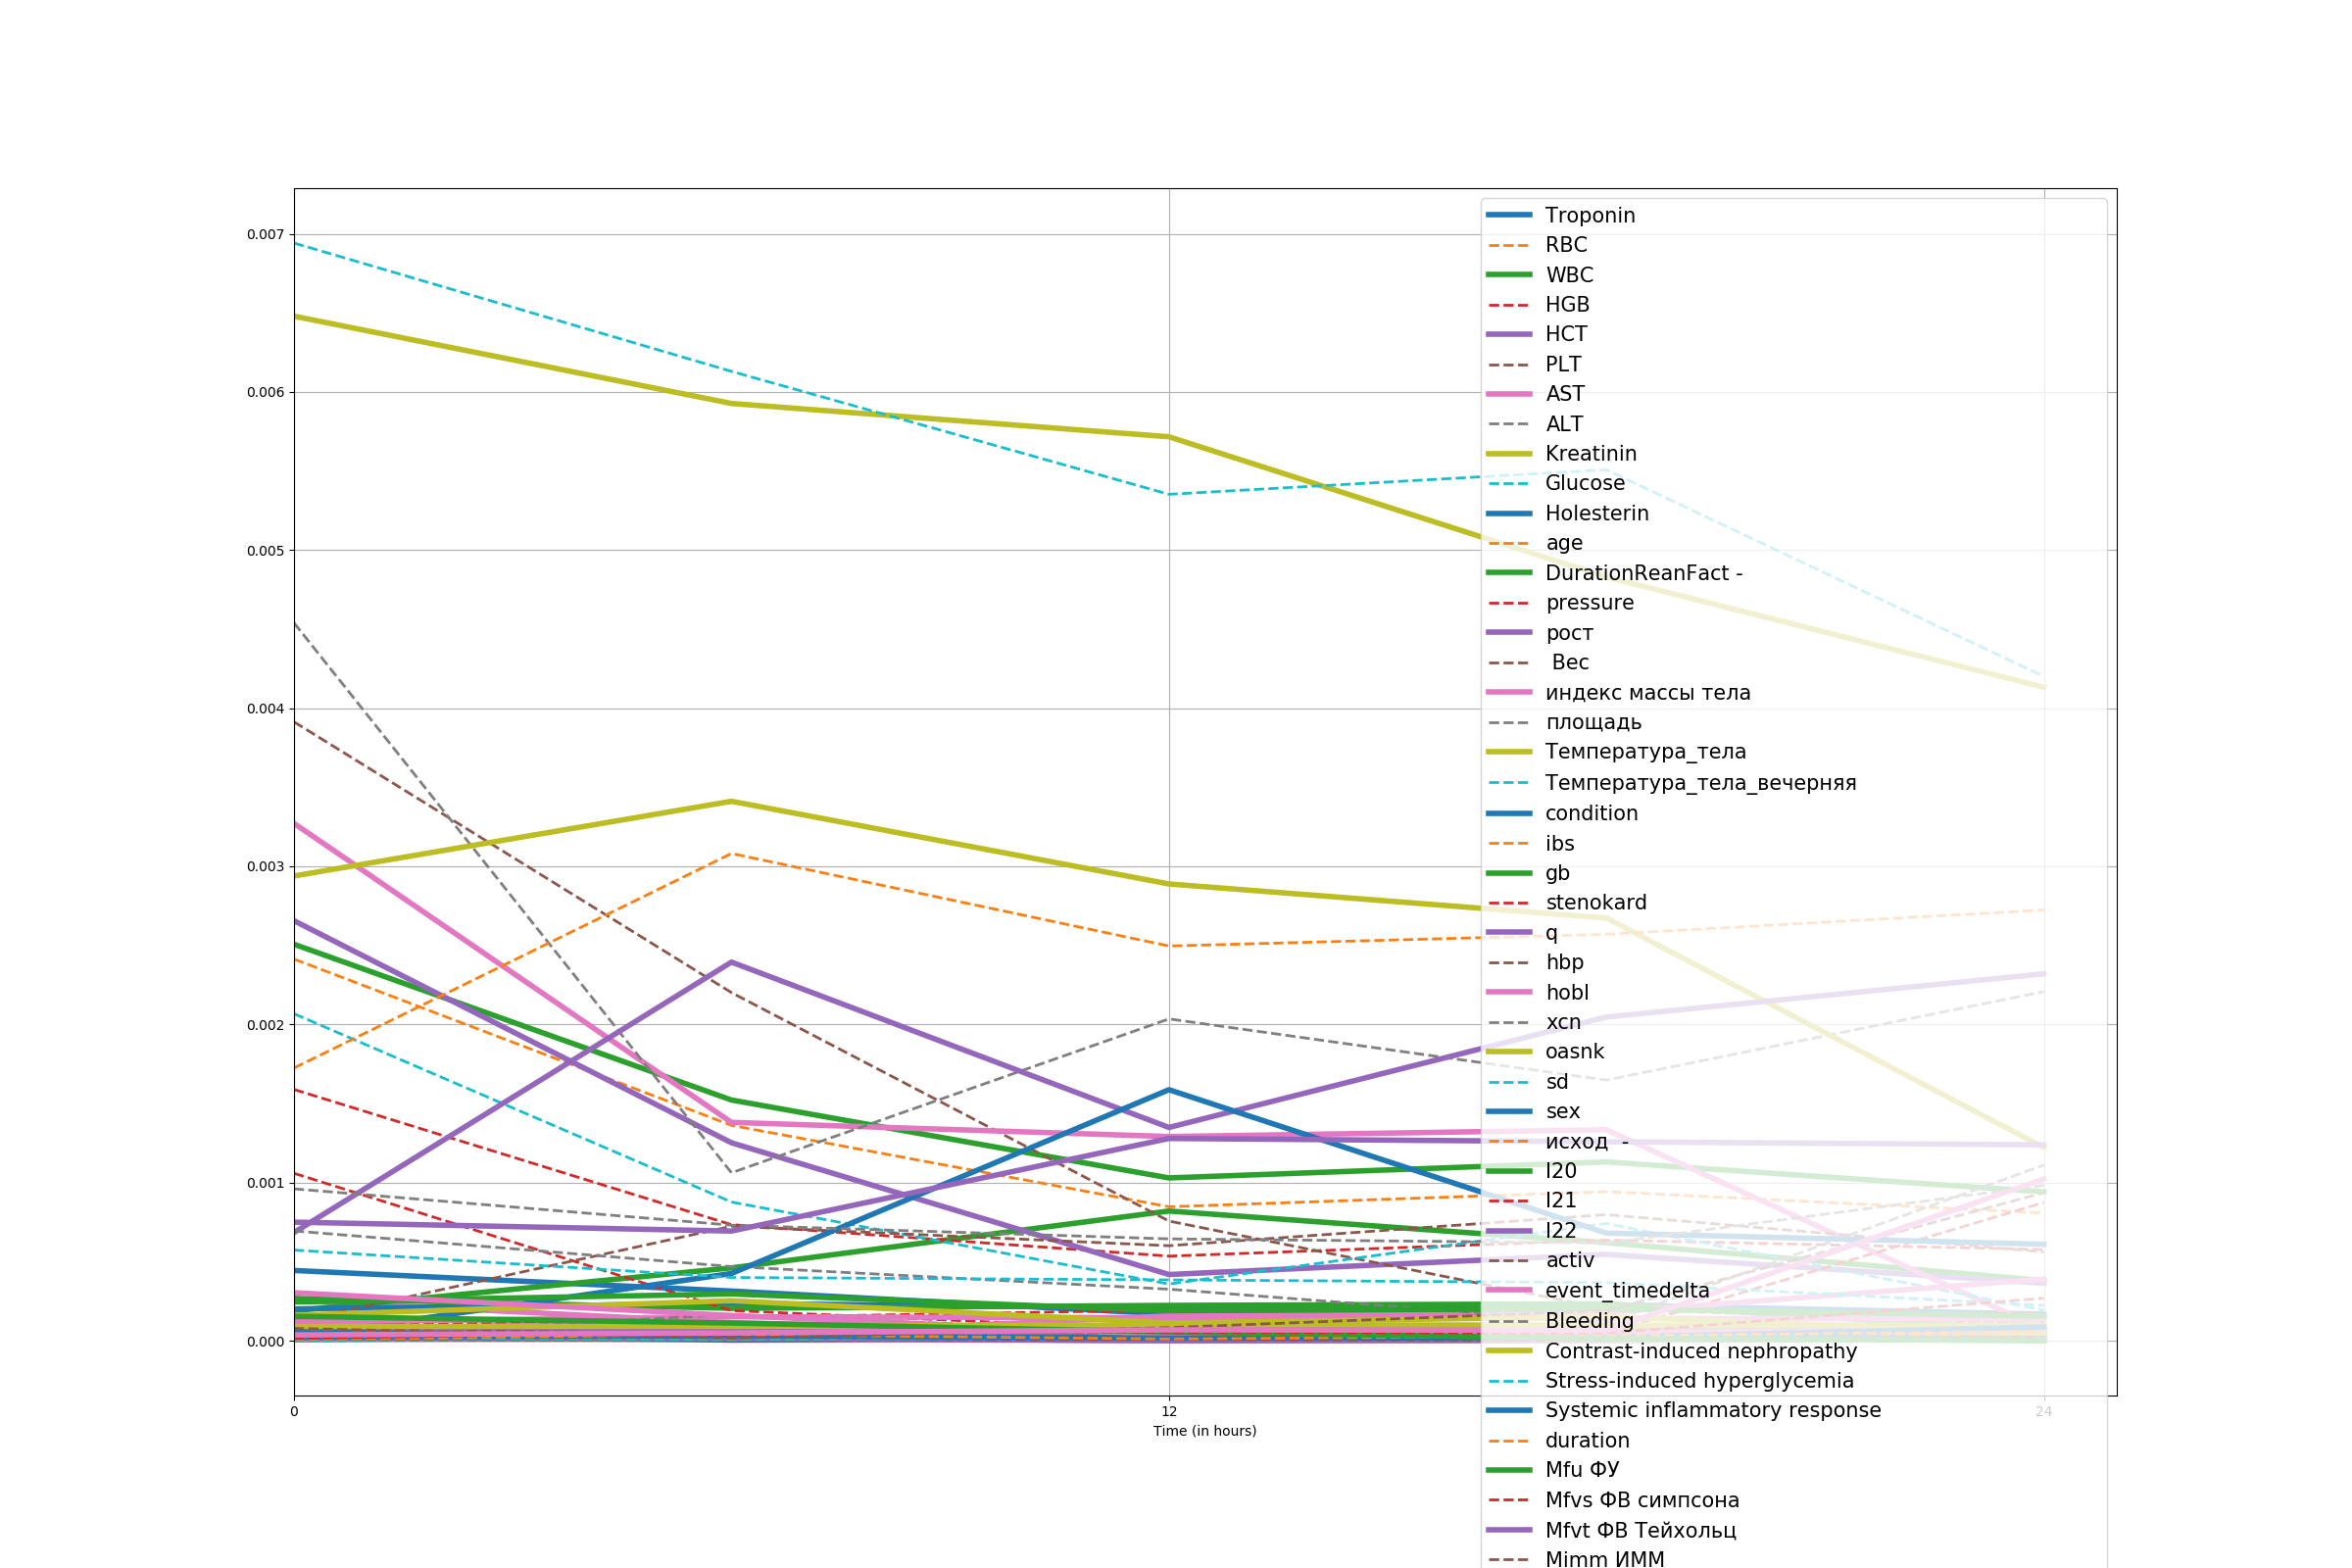 0.007
0.006
0.005
0.004
0.003
0.002
0.001
0.000
0
12
24
Time (in hours)
Troponin
RBC
WBC
HGB
HCT
PLT
AST
ALT
Kreatinin
Glucose
Holesterin
age
DurationReanFact -
pressure
рост
Вес
индекс массы тела
площадь
Температура_тела
Температура_тела_вечерняя
condition
ibs
gb
stenokard
q
hbp
hobl
xcn
oasnk
sd
sex
исход  -
I20
I21
I22
activ
event_timedelta
Bleeding
Contrast-induced nephropathy
Stress-induced hyperglycemia
Systemic inflammatory response
duration
Mfu ФУ
Mfvs ФВ симпсона
Mfvt ФВ Тейхольц
Mimm ИММ